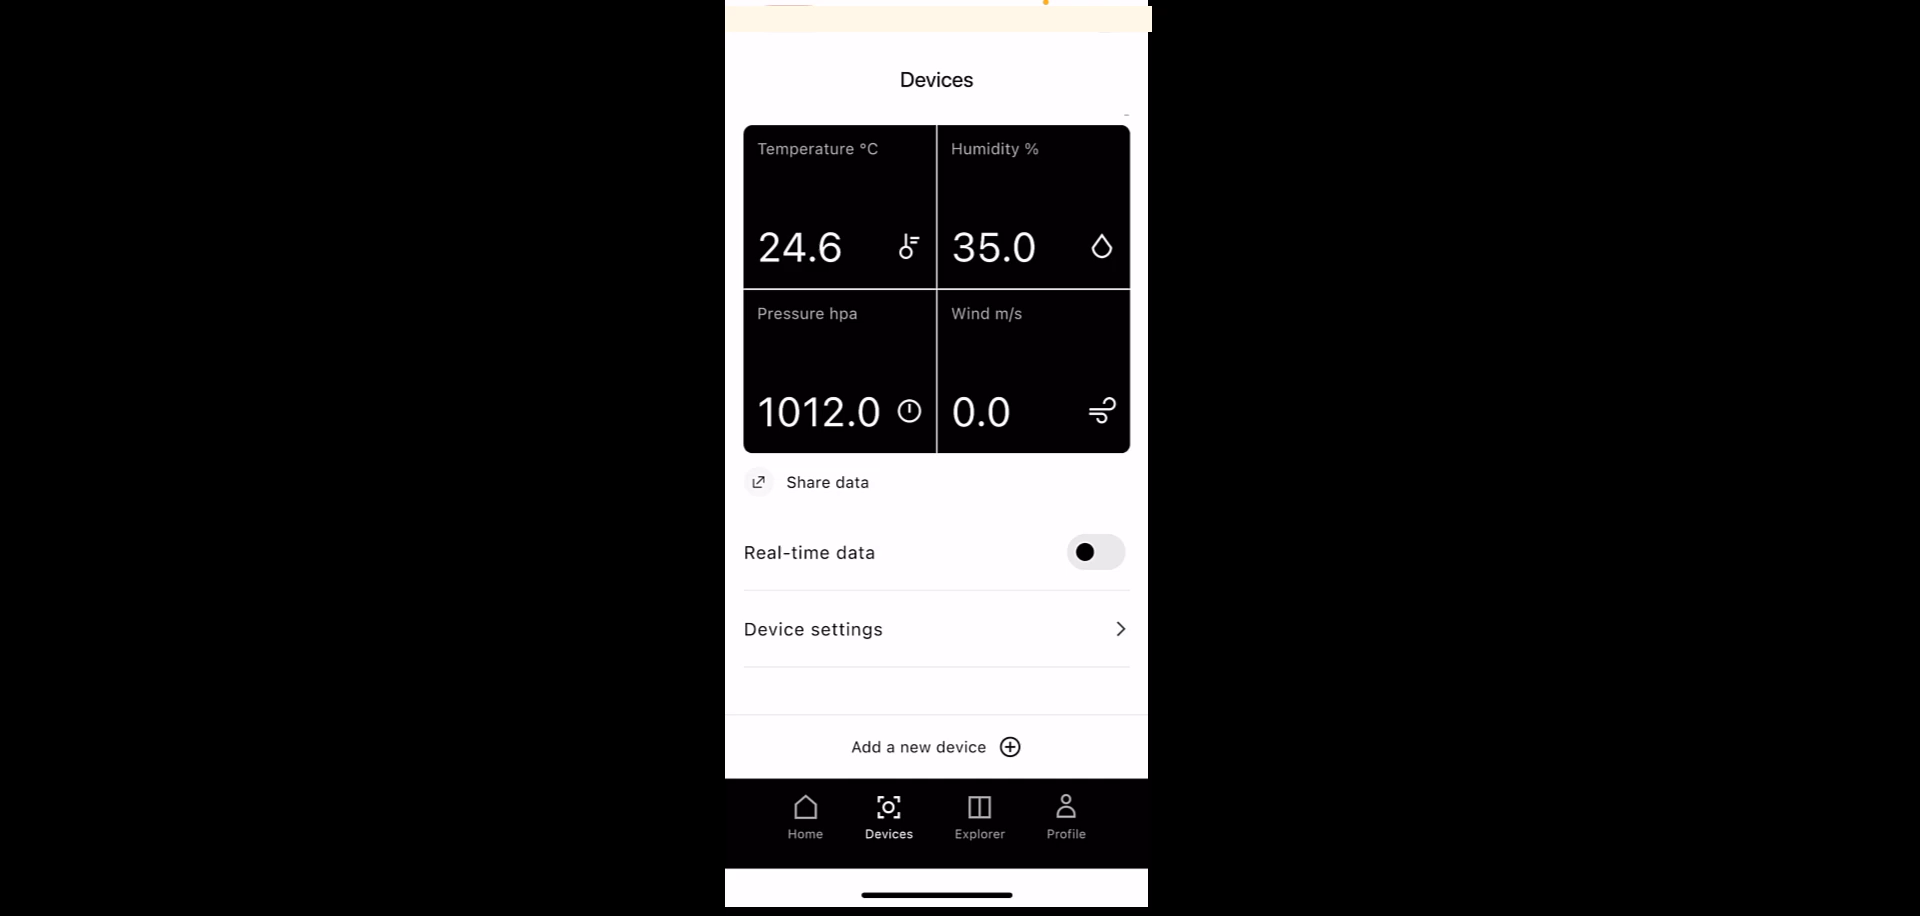 Devices
Temperature °C
Humidity %
24.6
35.0
Pressure hpa
Wind m/s
1012.0
0.0
Share data
Real-time data
Device settings
Add a new device
Home
Devices
Explorer
Profile